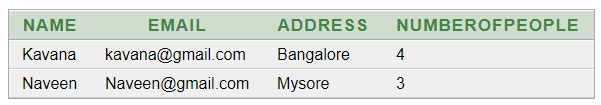 NAME EMAIL ADDRESS NUMBEROFPEOPLE
Kavana kavana@gmail.com Bangalore 4
Naveen Naveen@gmail.com Mysore 3